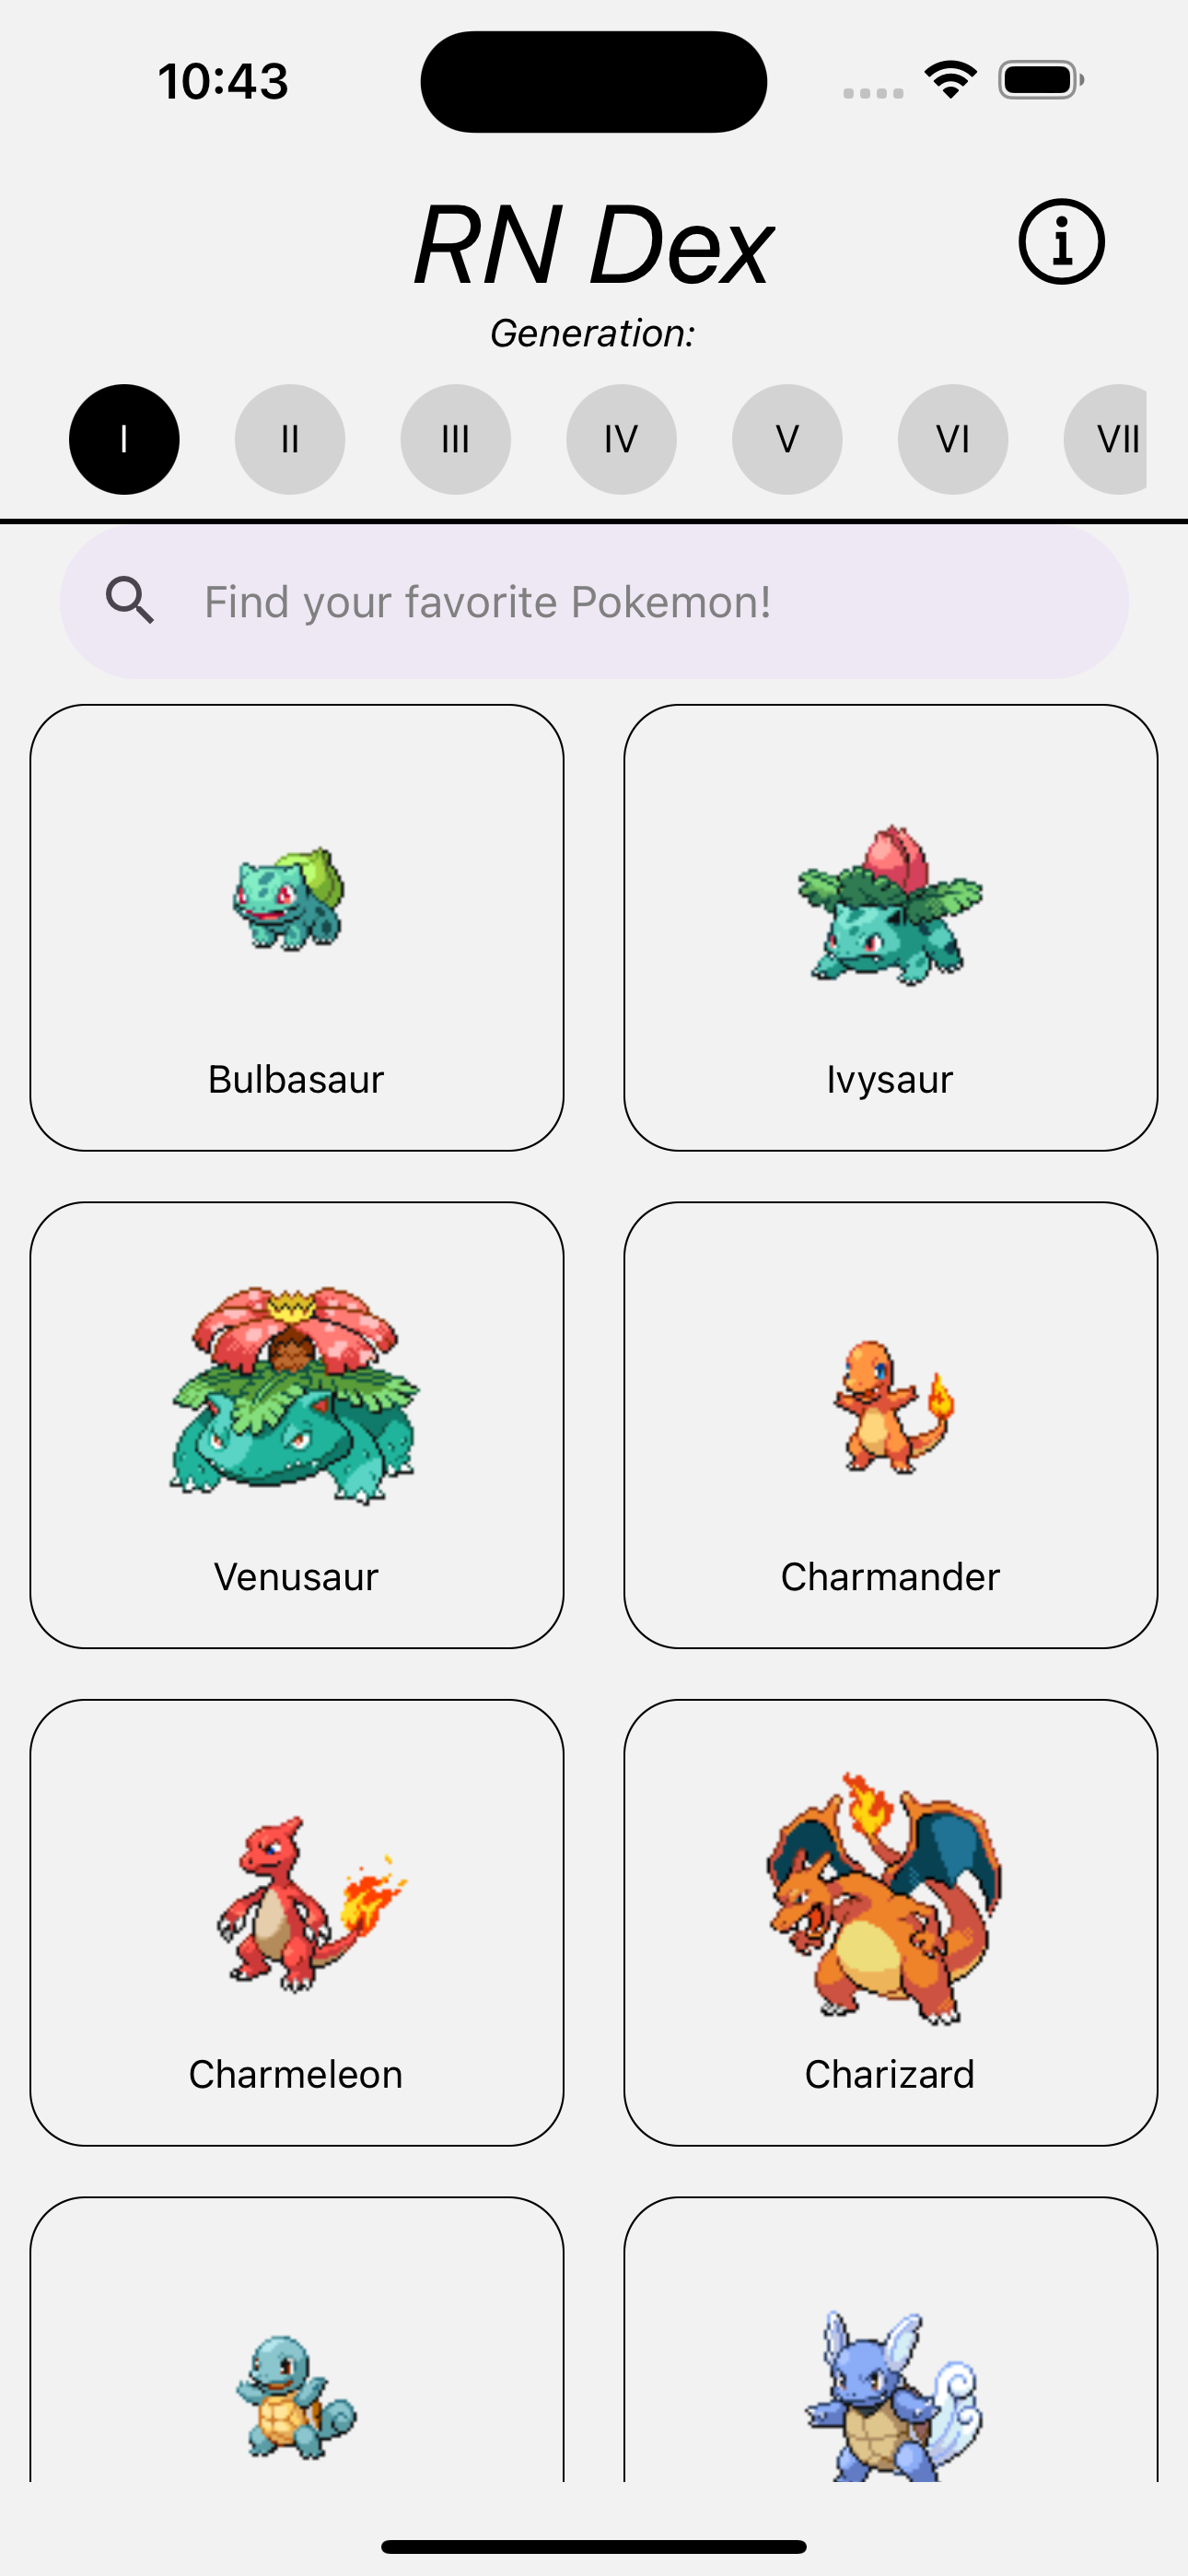 10:43
RN Dex
Generation:
I II III IV V VI VII
Find your favorite Pokemon!
Bulbasaur Ivysaur
Venusaur Charmander
Charmeleon Charizard